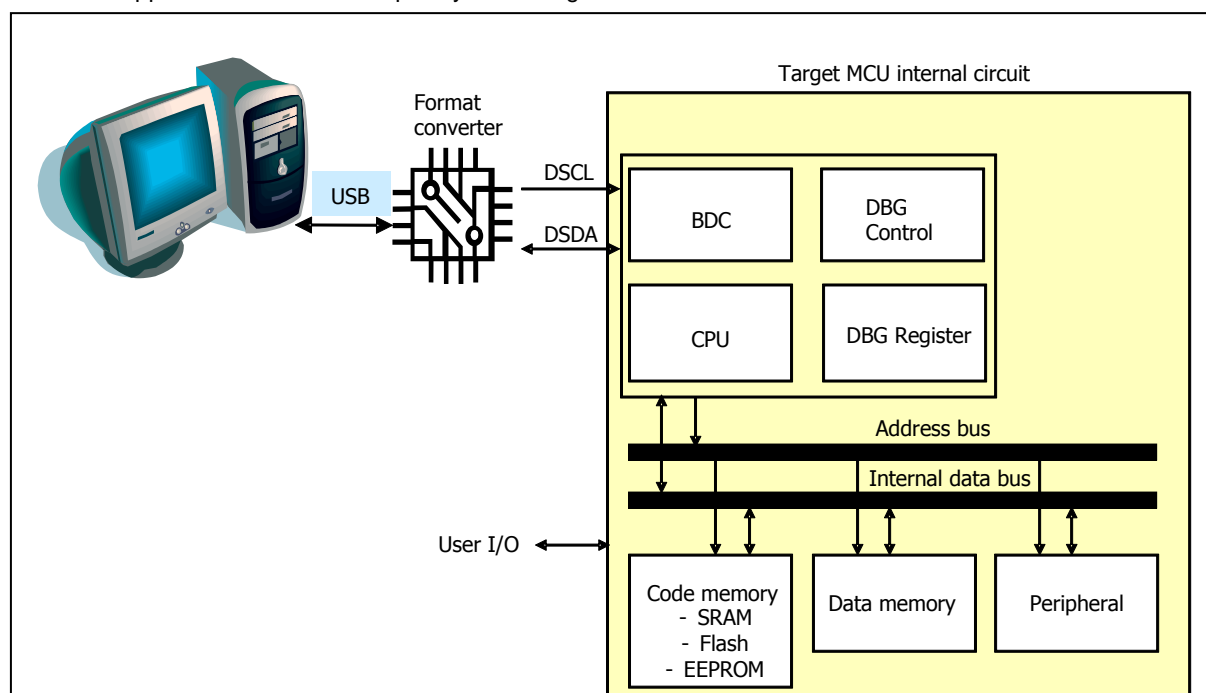 Target MCU internal circuit
Format
converter
USB
DSCL
DSDA
BDC
DBG
Control
CPU
DBG Register
Address bus
Internal data bus
User I/O
Code memory
- SRAM
- Flash
- EEPROM
Data memory
Peripheral